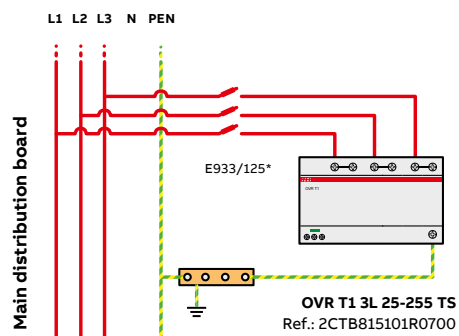 L1 L2 L3 N PEN
Main distribution board
E933/125*
ABB
OVR T1
OVR T1 3L 25-255 TS
Ref.: 2CTB815101R0700